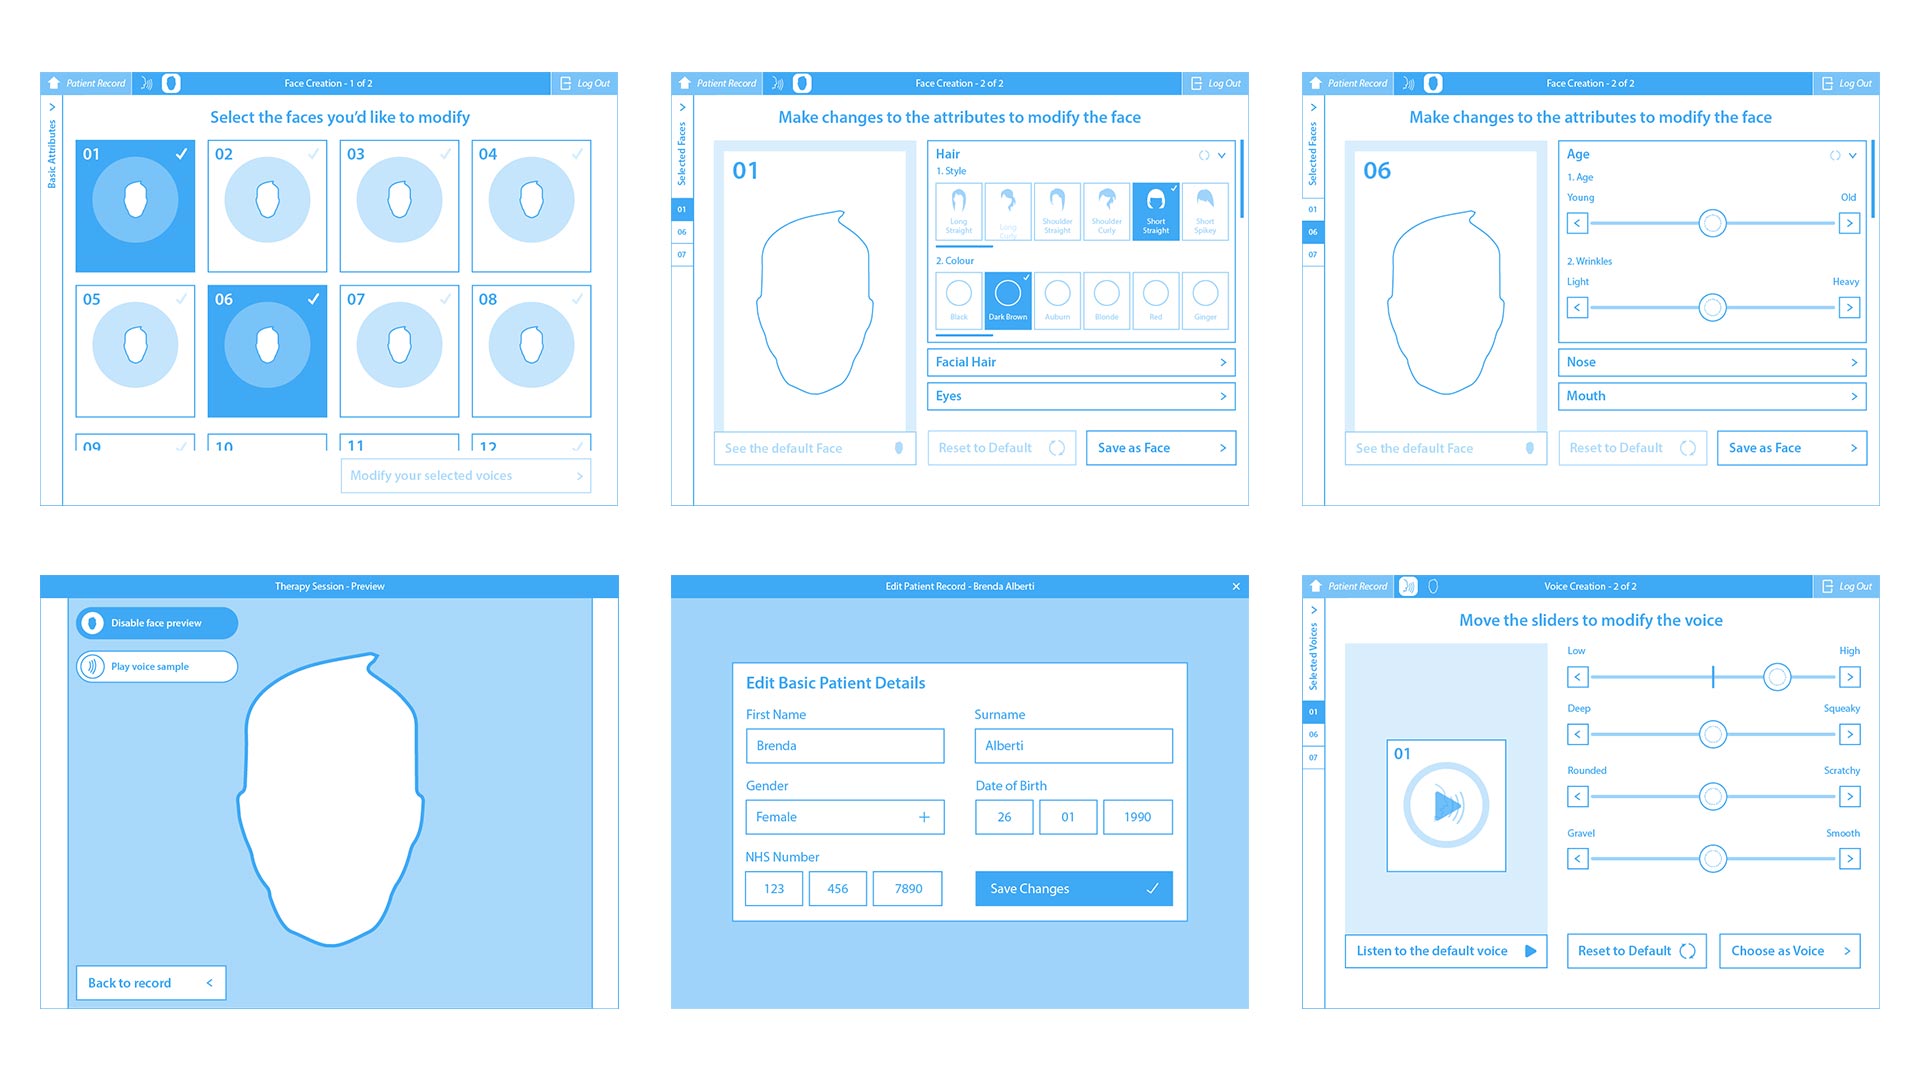 Patient Record
Face Creation - 1 of 2
Log Out
Basic Attributes
Select the faces you'd like to modify
01
02
03
04
05
06
07
08
09
10
11
12
Modify your selected voices
Patient Record
Face Creation - 2 of 2
Log Out
Selected Faces
01
06
07
Make changes to the attributes to modify the face
01
Hair
1. Style
Long Straight
Long Curly
Shoulder Straight
Shoulder Curly
Short Straight
Short Spikey
2. Colour
Black
Dark Brown
Auburn
Blonde
Red
Ginger
Facial Hair
Eyes
See the default Face
Reset to Default
Save as Face
Patient Record
Face Creation - 2 of 2
Log Out
Selected Faces
01
06
07
Make changes to the attributes to modify the face
06
Age
1. Age
Young
Old
2. Wrinkles
Light
Heavy
Nose
Mouth
See the default Face
Reset to Default
Save as Face
Therapy Session - Preview
Disable face preview
Play voice sample
Back to record
Edit Patient Record - Brenda Alberti
Edit Basic Patient Details
First Name
Surname
Brenda
Alberti
Gender
Date of Birth
Female
26
01
1990
NHS Number
123
456
7890
Save Changes
Patient Record
Voice Creation - 2 of 2
Log Out
Selected Voices
01
06
07
Move the sliders to modify the voice
01
Low
High
Deep
Squeaky
Rounded
Scratchy
Gravel
Smooth
Listen to the default voice
Reset to Default
Choose as Voice